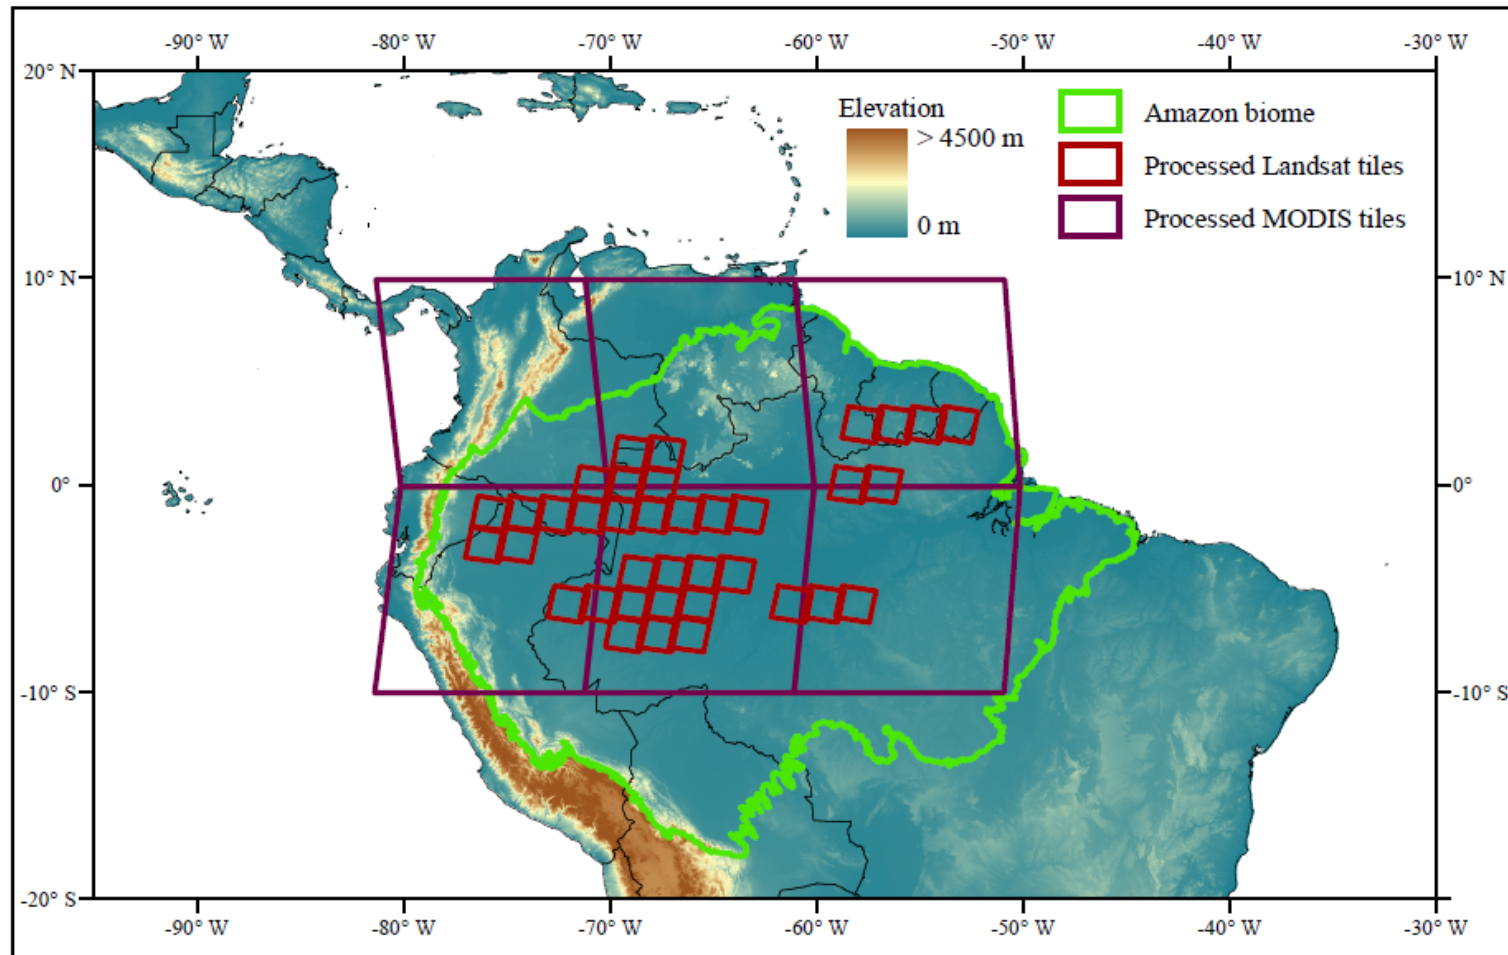 -90° W -80° W -70° W -60° W -50° W -40° W -30° W
20° N
Elevation
> 4500 m
0 m
Amazon biome
Processed Landsat tiles
Processed MODIS tiles
10° N 10° N
0° 0°
-10° S -10° S
-20° S
-90° W -80° W -70° W -60° W -50° W -40° W -30° W